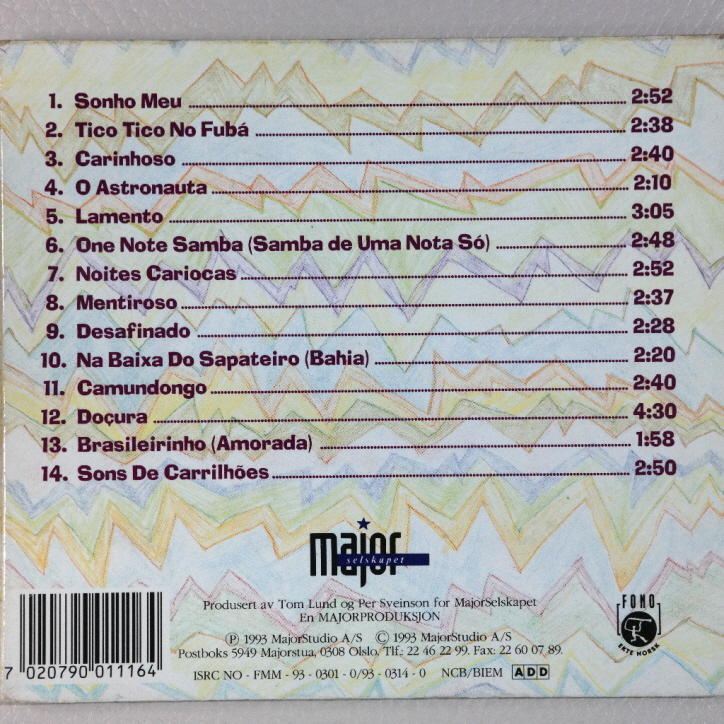 1. Sonho Meu 2:52
2. Tico Tico No Fubá 2:38
3. Carinhoso 2:40
4. O Astronauta 2:10
5. Lamento 3:05
6. One Note Samba (Samba de Uma Nota Só) 2:48
7. Noites Cariocas 2:52
8. Mentiroso 2:37
9. Desafinado 2:28
10. Na Baixa Do Sapateiro (Bahia) 2:20
11. Camundongo 2:40
12. Doçura 4:30
13. Brasileirinho (Amorada) 1:58
14. Sons De Carrilhões 2:50
major
selskapet
Produsert av Tom Lund og Per Sveinson for MajorSelskapet
En MAJORPRODUKSJON
Ⓟ 1993 MajorStudio A/S © 1993 MajorStudio A/S
Postboks 5949 Majorstua, 0308 Olslo, Tlf.: 22 46 22 99. Fax: 22 60 07 89.
ISRC NO - FMM - 93 - 0301 - 0/93 - 0314 - 0 NCB/BIEM ADD
7 020790 011164
FONO
EKTE NORSK